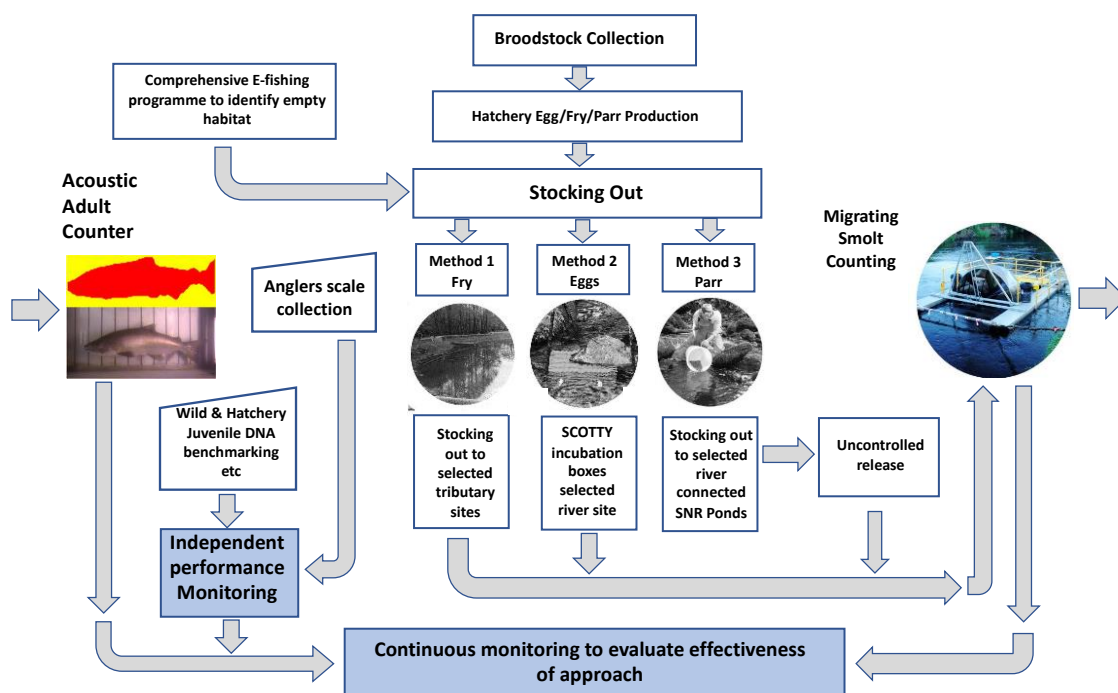 Broodstock Collection
Comprehensive E-fishing
programme to identify empty
habitat
Hatchery Egg/Fry/Parr Production
Stocking Out
Acoustic
Adult
Counter
Anglers scale
collection
Method 1
Fry
Method 2
Eggs
Method 3
Parr
Migrating
Smolt
Counting
Wild & Hatchery
Juvenile DNA
benchmarking
etc
Stocking
out to
selected
tributary
sites
SCOTTY
incubation
boxes
selected
river site
Stocking out
to selected
river
connected
SNR Ponds
Uncontrolled
release
Independent
performance
Monitoring
Continuous monitoring to evaluate effectiveness
of approach